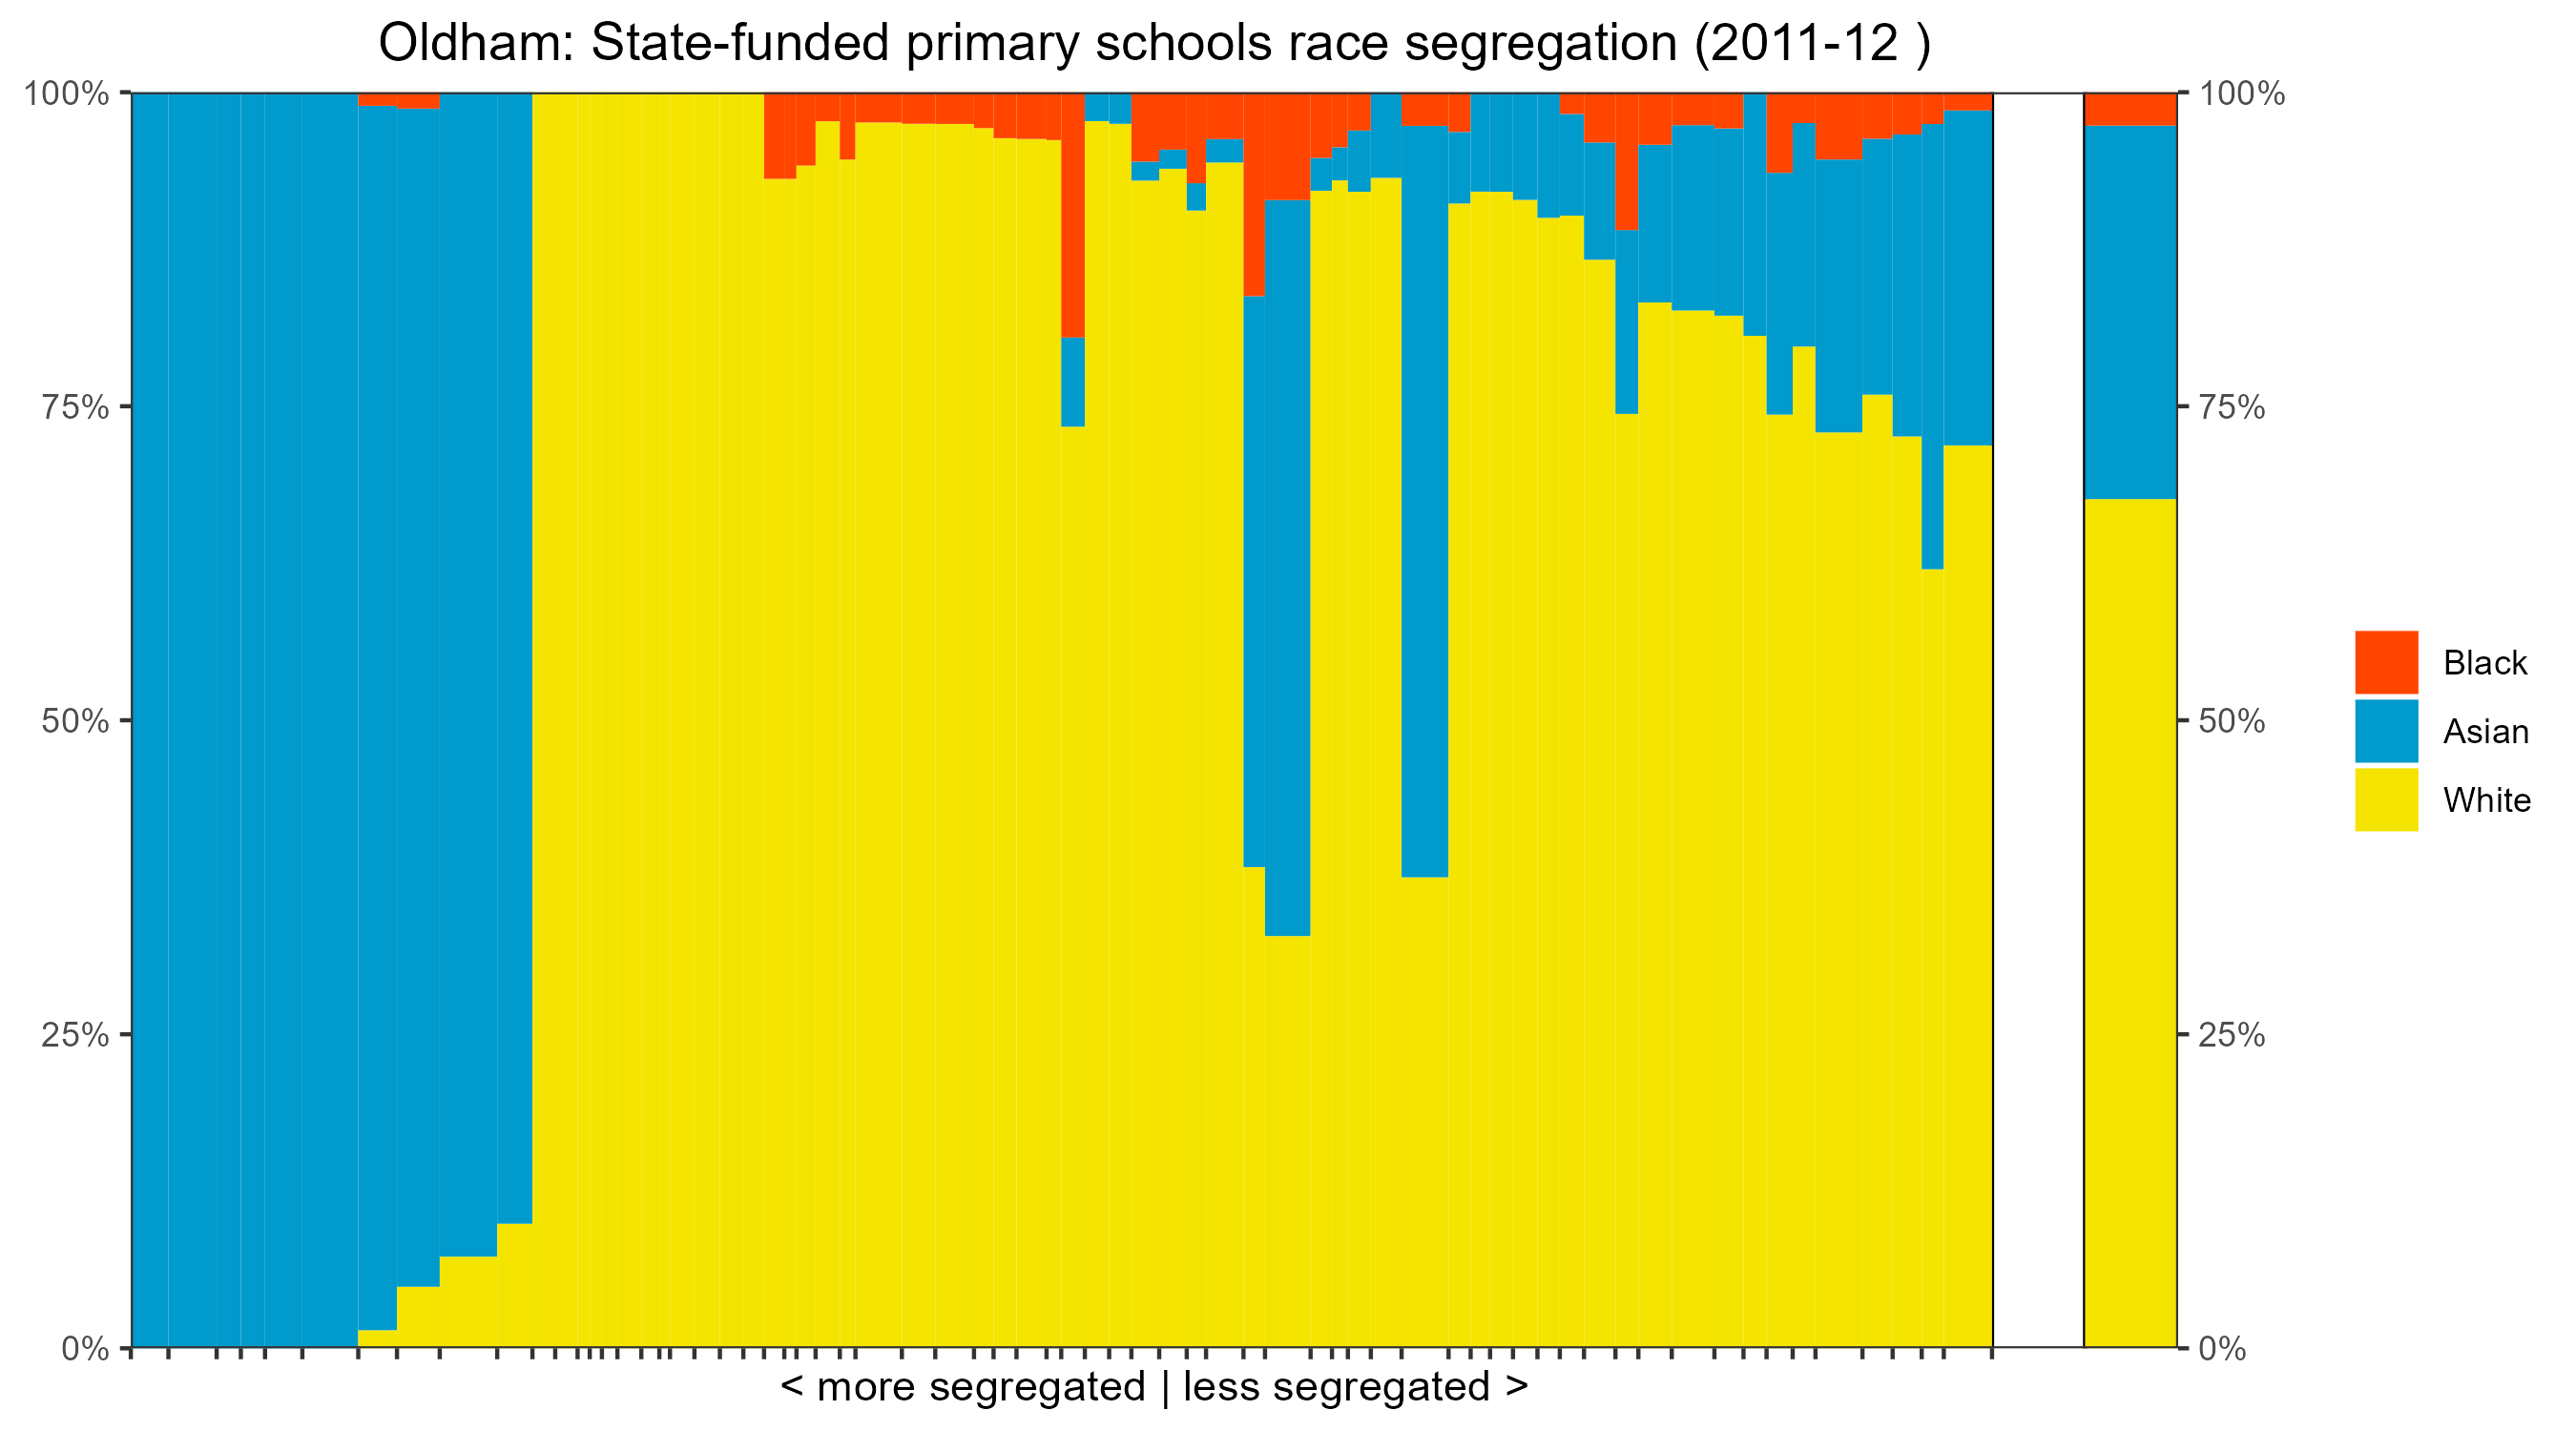 Oldham: State-funded primary schools race segregation (2011-12 )
100%
75%
50%
25%
0%
100%
75%
50%
25%
0%
Black
Asian
White
< more segregated | less segregated >